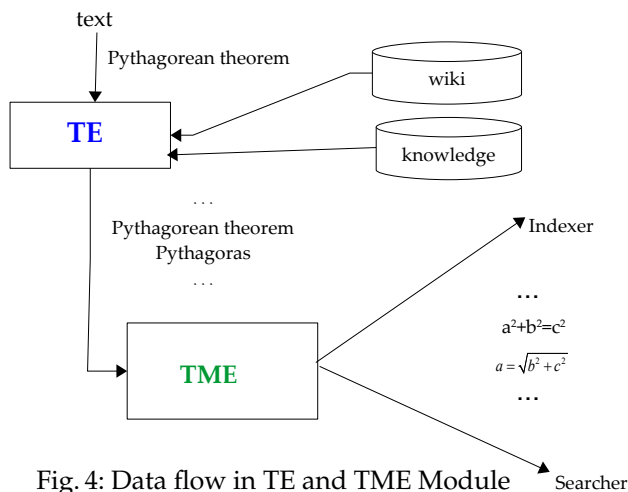 text
Pythagorean theorem
wiki
TE
knowledge
...
Pythagorean theorem
Pythagoras
...
Indexer
...
a²+b²=c²
TME
a = √b² + c²
...
Fig. 4: Data flow in TE and TME Module
Searcher